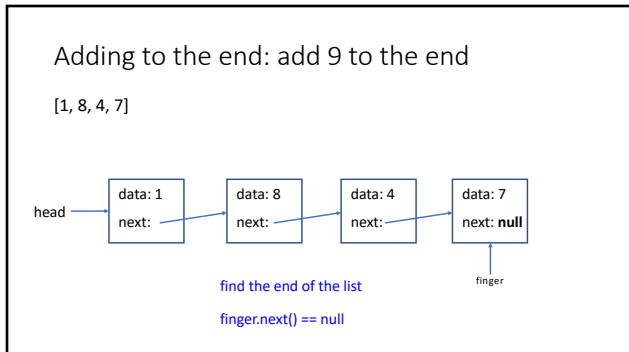 Adding to the end: add 9 to the end
[1, 8, 4, 7]
head
data: 1
next:
data: 8
next:
data: 4
next:
data: 7
next: null
finger
find the end of the list
finger.next() == null